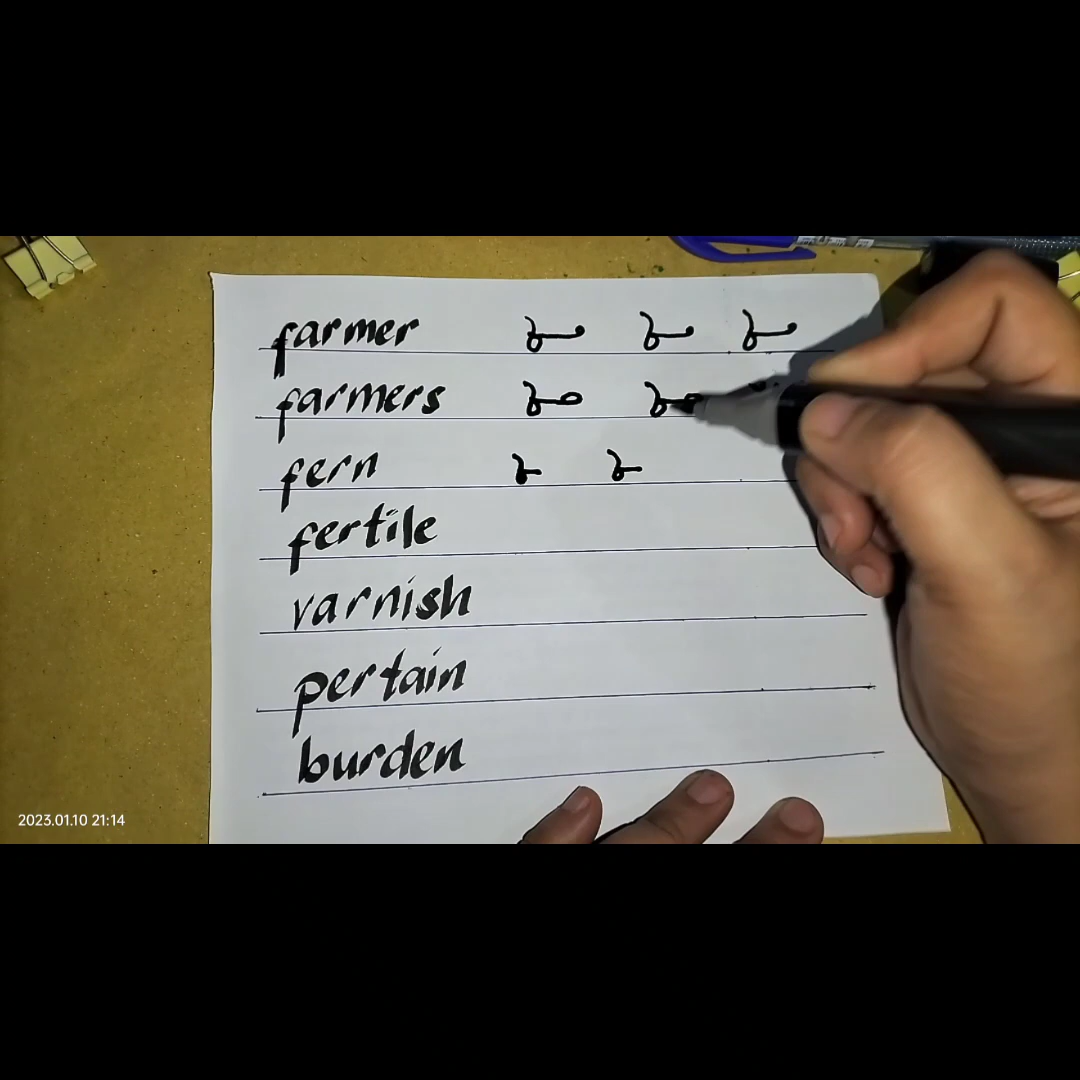 farmer
farmers
fern
fertile
varnish
pertain
burden
2023.01.10 21:14